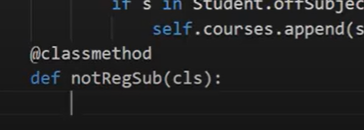 if s in Student.offSubjec
self.courses.append(s
@classmethod
def notRegSub(cls):